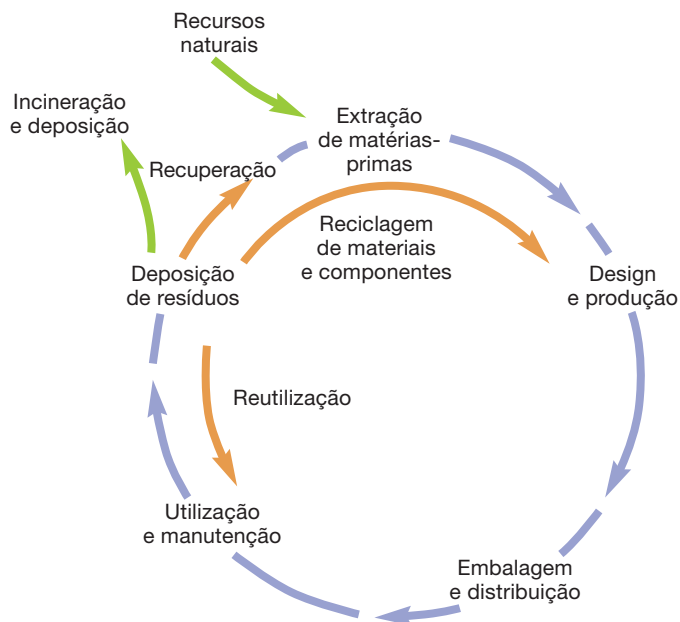 Recursos
naturais
Incineração
e deposição
Extração
de matérias-
primas
Recuperação
Reciclagem
de materiais
e componentes
Deposição
de resíduos
Design
e produção
Reutilização
Utilização
e manutenção
Embalagem
e distribuição